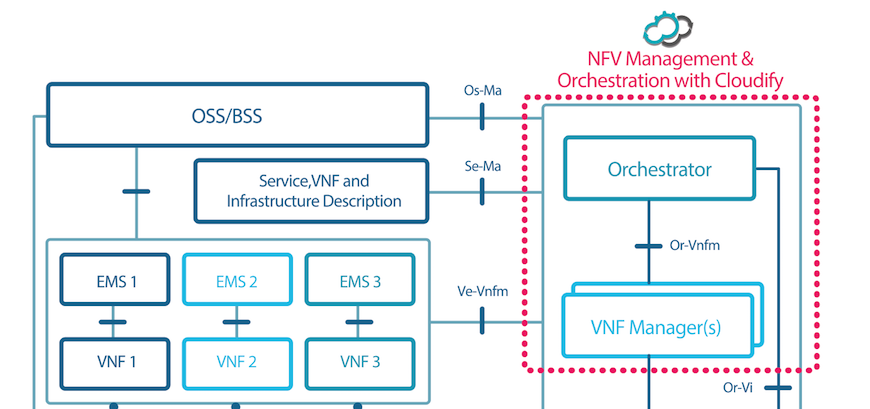 NFV Management &
Orchestration with Cloudify
Os-Ma
OSS/BSS
Se-Ma
Service,VNF and
Infrastructure Description
Orchestrator
Or-Vnfm
EMS 1
EMS 2
EMS 3
Ve-Vnfm
VNF Manager(s)
VNF 1
VNF 2
VNF 3
Or-Vi